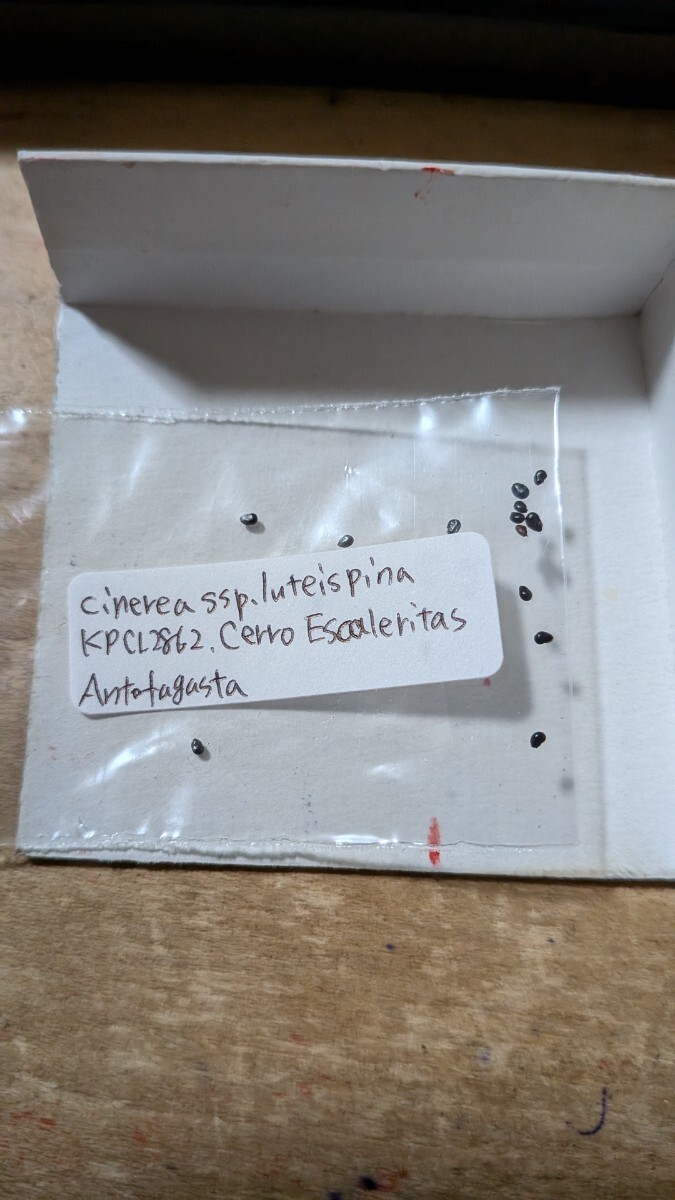 cinerea ssp.luteispina
KPCL2862. Cerro Escaleritas
Antofagasta